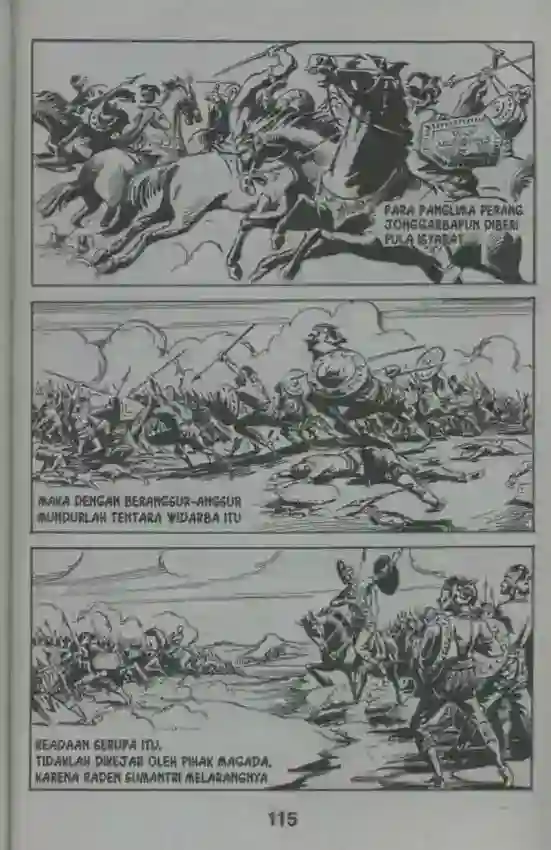 PARA PANGLIMA PERANG
JONGGARBAPUN DIBERI
PULA ISYARAT
MAKA DENGAN BERANGSUR-ANGSUR
MUNDURLAH TENTARA WIDARBA ITU
KEADAAN SERUPA ITU,
TIDAKLAH DIKEJAR OLEH PIHAK MAGADA,
KARENA RADEN SUMANTRI MELARANGNYA
115